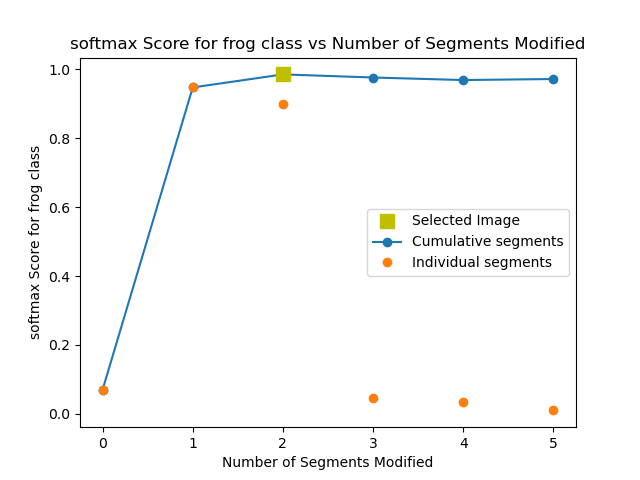 softmax Score for frog class vs Number of Segments Modified
1.0
0.8
0.6
0.4
0.2
0.0
softmax Score for frog class
Selected Image
Cumulative segments
Individual segments
0 1 2 3 4 5
Number of Segments Modified